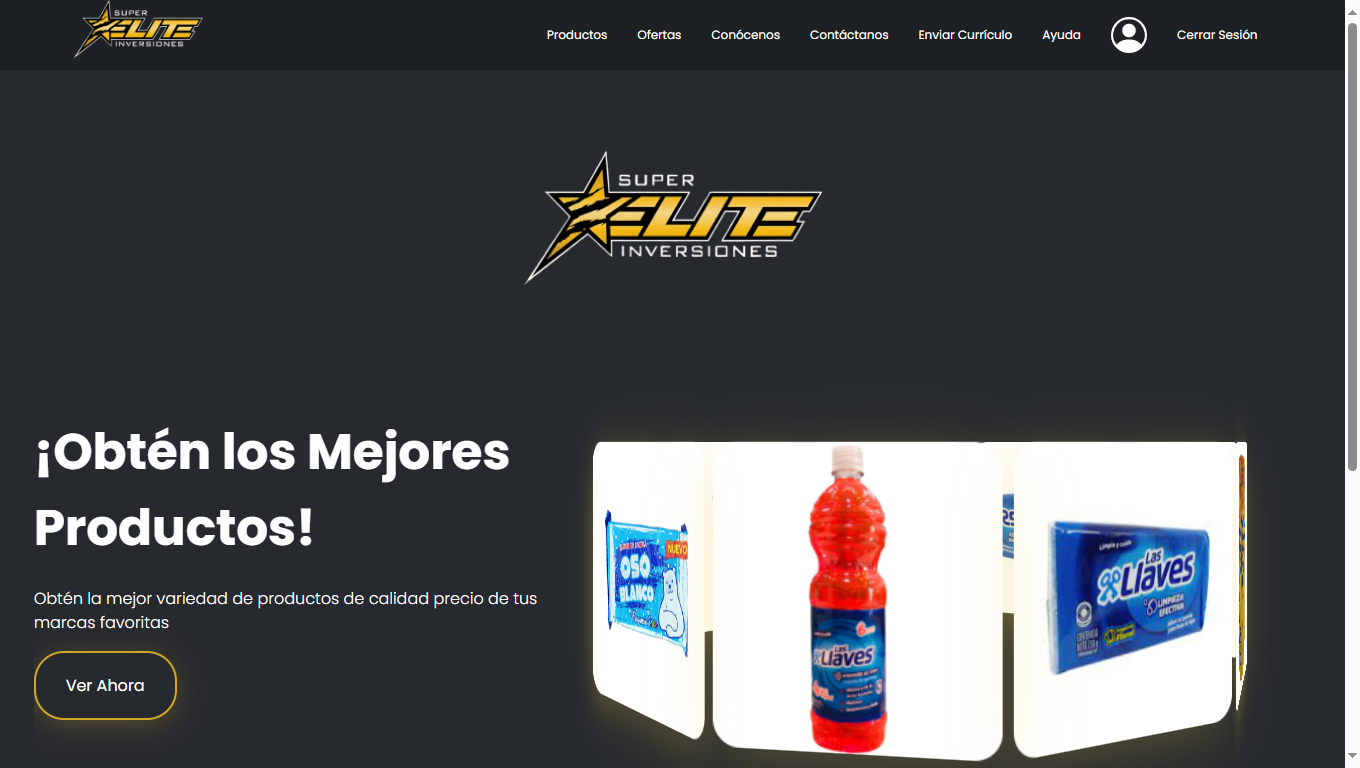 SUPER
ELITE
INVERSIONES
Productos Ofertas Conócenos Contáctanos Enviar Currículo Ayuda Cerrar Sesión
SUPER
ELITE
INVERSIONES
¡Obtén los Mejores
Productos!
Obtén la mejor variedad de productos de calidad precio de tus
marcas favoritas
Ver Ahora
NUEVO
OSO
BLANCO
Las
Llaves
Limpia y cuida
Las
Llaves
LIMPIEZA
EFECTIVA